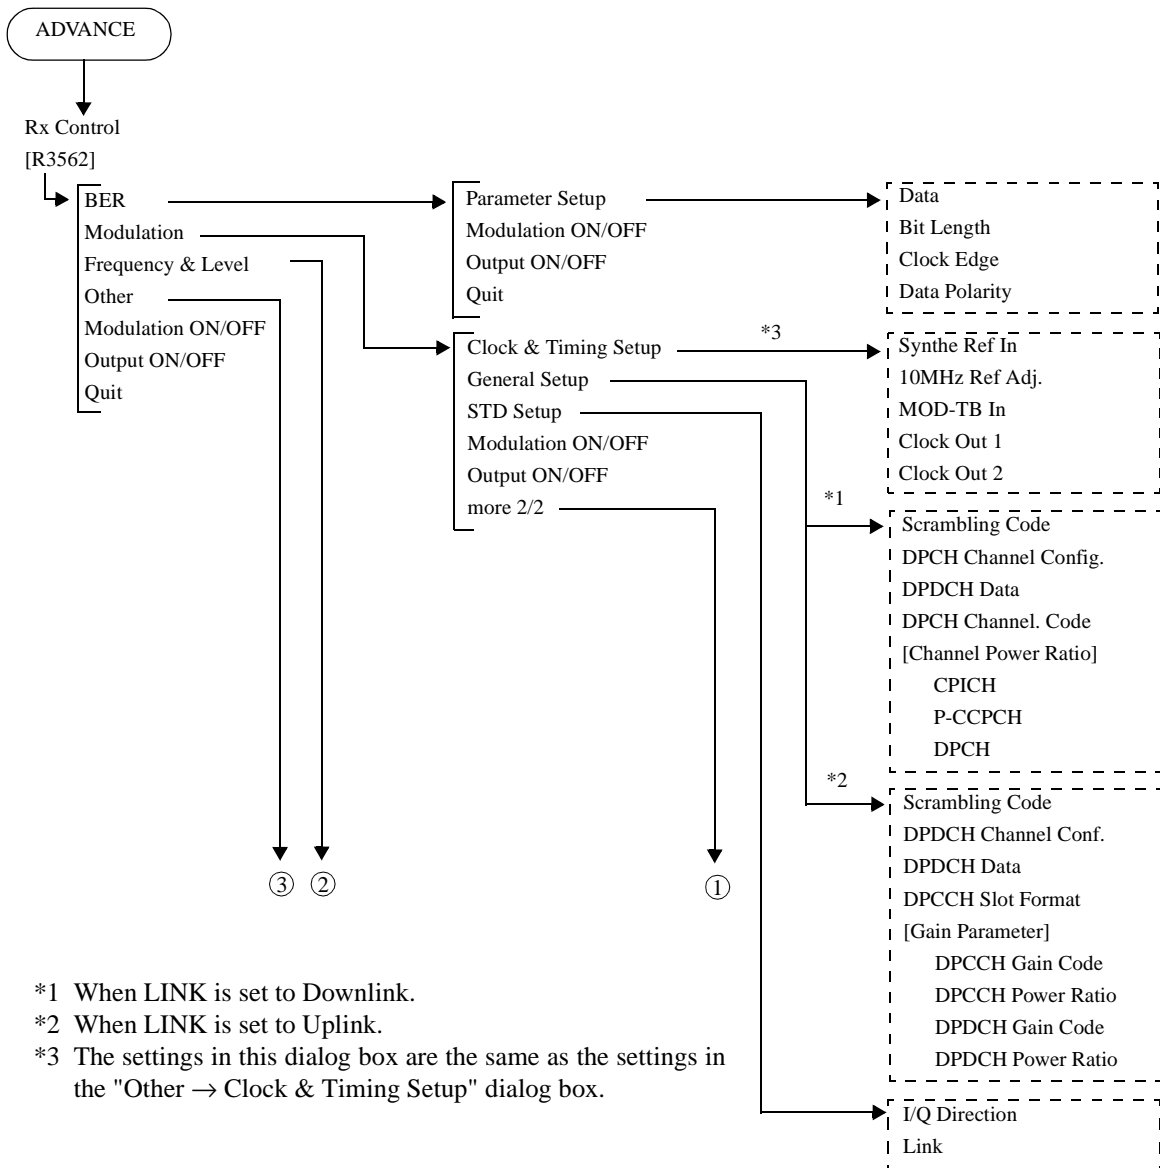 ADVANCE
Rx Control
[R3562]
BER
Modulation
Frequency & Level
Other
Modulation ON/OFF
Output ON/OFF
Quit
Parameter Setup
Modulation ON/OFF
Output ON/OFF
Quit
Data
Bit Length
Clock Edge
Data Polarity
Clock & Timing Setup
General Setup
STD Setup
Modulation ON/OFF
Output ON/OFF
more 2/2
*3
Synthe Ref In
10MHz Ref Adj.
MOD-TB In
Clock Out 1
Clock Out 2
*1
Scrambling Code
DPCH Channel Config.
DPDCH Data
DPCH Channel. Code
[Channel Power Ratio]
CPICH
P-CCPCH
DPCH
*2
Scrambling Code
DPDCH Channel Conf.
DPDCH Data
DPCCH Slot Format
[Gain Parameter]
DPCCH Gain Code
DPCCH Power Ratio
DPDCH Gain Code
DPDCH Power Ratio
I/Q Direction
Link
③ ② ①
*1 When LINK is set to Downlink.
*2 When LINK is set to Uplink.
*3 The settings in this dialog box are the same as the settings in
the "Other → Clock & Timing Setup" dialog box.